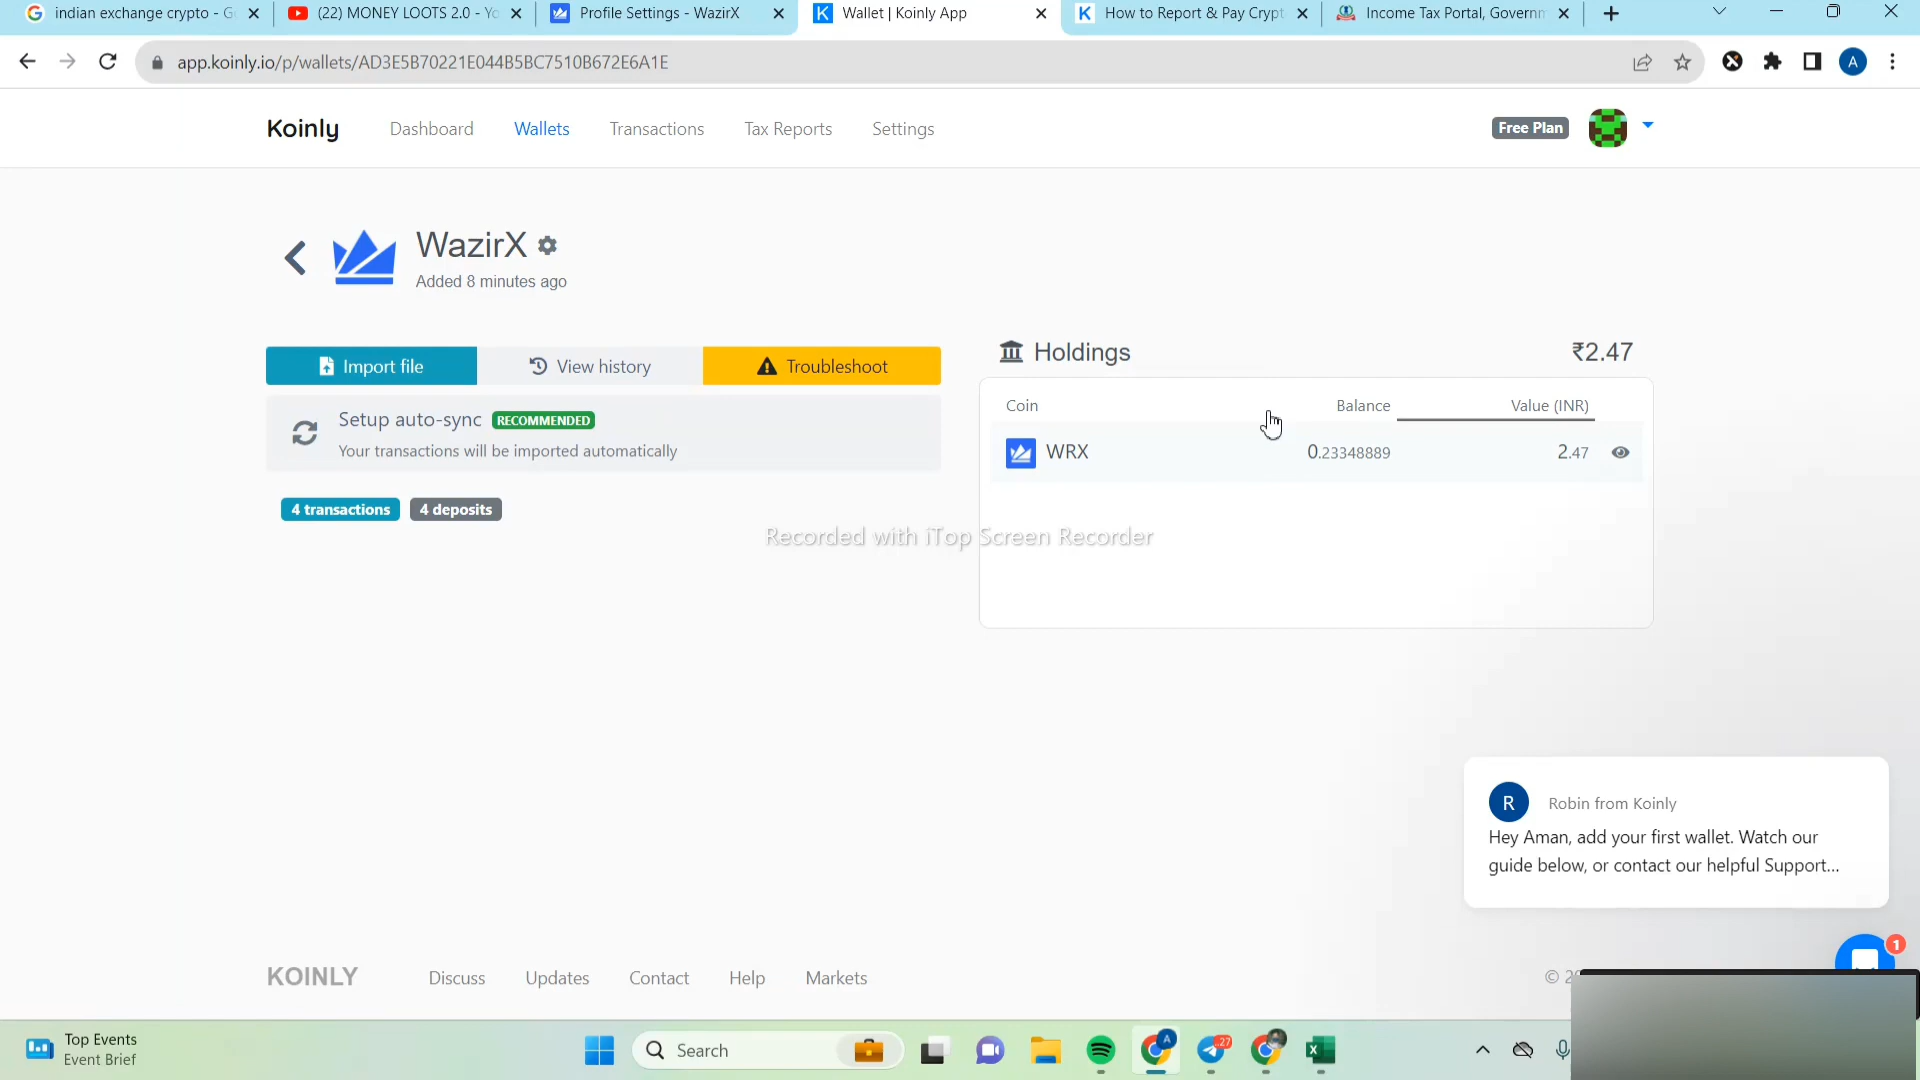 indian exchange crypto - G
(22) MONEY LOOTS 2.0 - Yo
Profile Settings - WazirX
Wallet | Koinly App
How to Report & Pay Crypt
Income Tax Portal, Governm
app.koinly.io/p/wallets/AD3E5B70221E044B5BC7510B672E6A1E
A
Koinly
Dashboard
Wallets
Transactions
Tax Reports
Settings
Free Plan
WazirX
Added 8 minutes ago
Import file
View history
Troubleshoot
Setup auto-sync RECOMMENDED
Your transactions will be imported automatically
4 transactions
4 deposits
Holdings
₹2.47
Coin
Balance
Value (INR)
WRX
0.23348889
2.47
Recorded with iTop Screen Recorder
R
Robin from Koinly
Hey Aman, add your first wallet. Watch our
guide below, or contact our helpful Support...
1
KOINLY
Discuss
Updates
Contact
Help
Markets
© 2
Top Events
Event Brief
Search
A
27